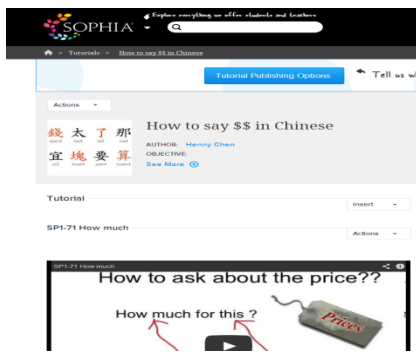 SOPHIA
Explore everything we offer students and teachers
> Tutorials > How to say $$ in Chinese
Tutorial Publishing Options
Tell us w
Actions
錢 太 了 那
宜 塊 要 算
How to say $$ in Chinese
AUTHOR: Henny Chen
OBJECTIVE:
See More
Tutorial
Insert
SP1-71 How much
Actions
SP1-71 How much
How to ask about the price??
How much for this ?
Prices